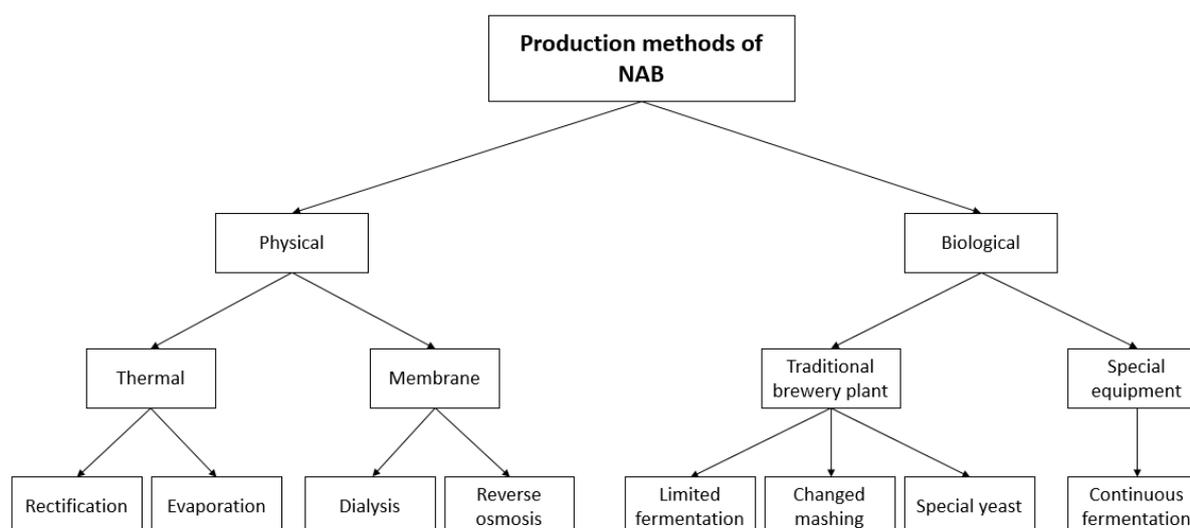 Production methods of
NAB
Physical
Biological
Thermal
Membrane
Traditional
brewery plant
Special
equipment
Rectification
Evaporation
Dialysis
Reverse
osmosis
Limited
fermentation
Changed
mashing
Special yeast
Continuous
fermentation